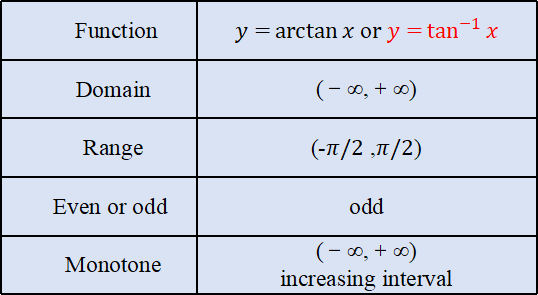 Function y = arctan x or y = tan⁻¹ x
Domain (− ∞, + ∞)
Range (-π/2 ,π/2)
Even or odd odd
Monotone (− ∞, + ∞)
increasing interval